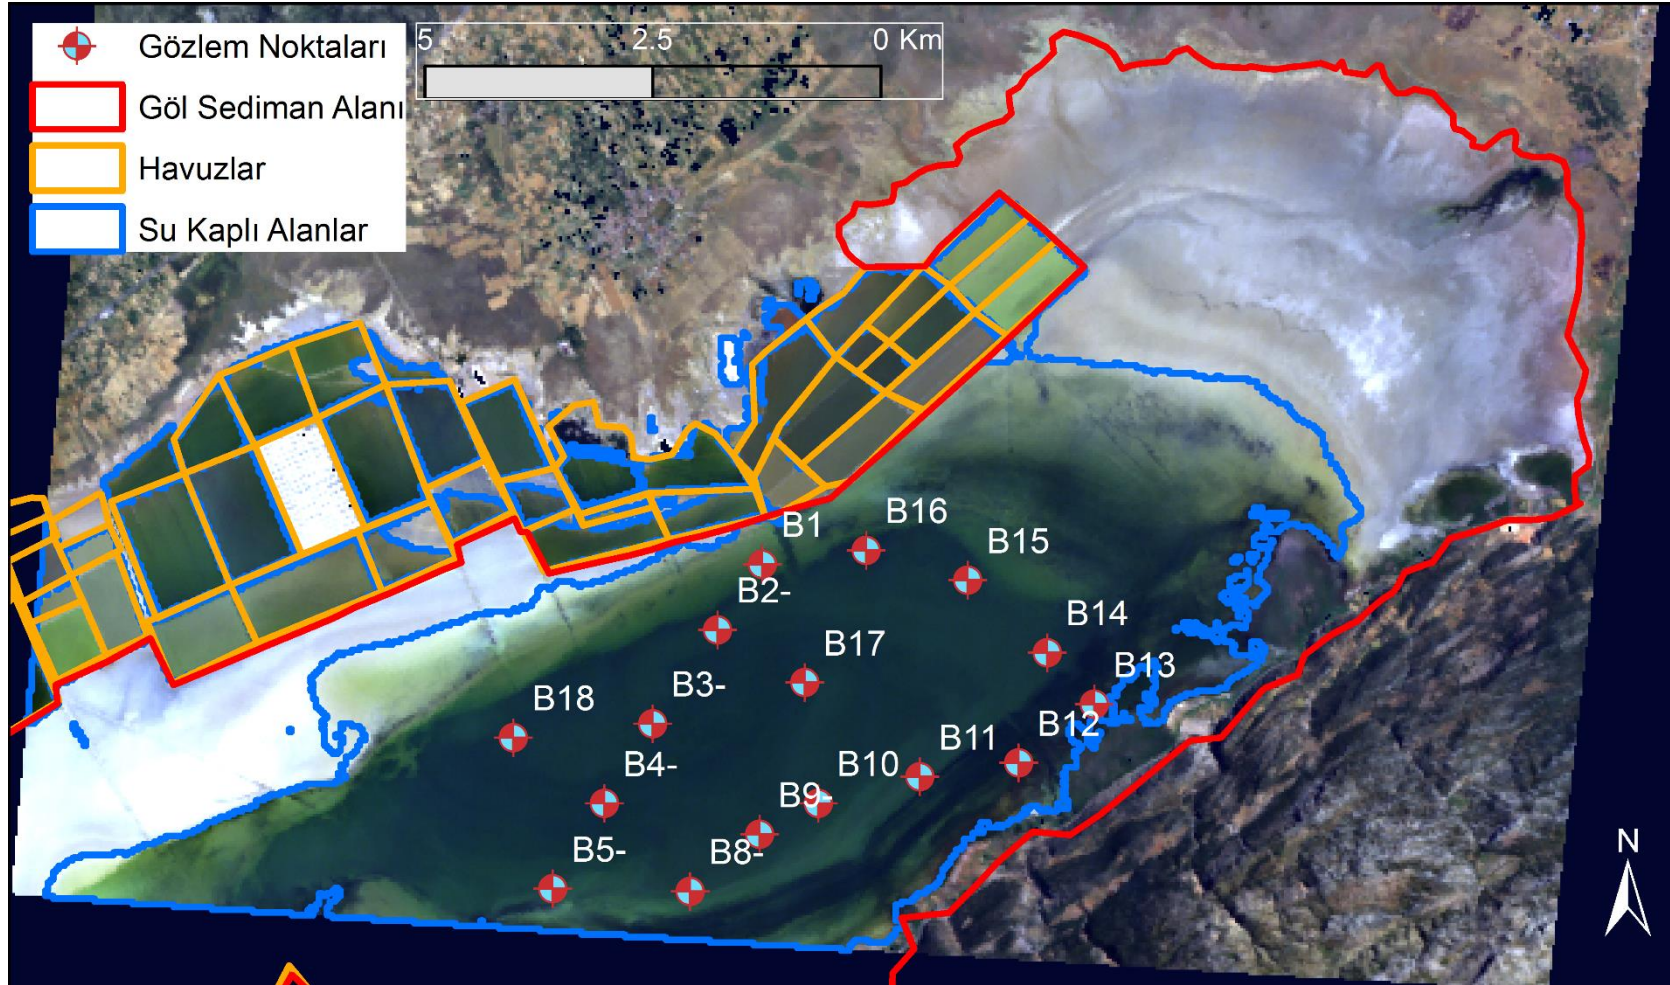 Gözlem Noktaları
Göl Sediman Alanı
Havuzlar
Su Kaplı Alanlar
5 2.5 0 Km
B1
B16
B15
B2-
B14
B17
B13
B3-
B18
B12
B11
B4-
B10
B9-
B5-
B8-
N